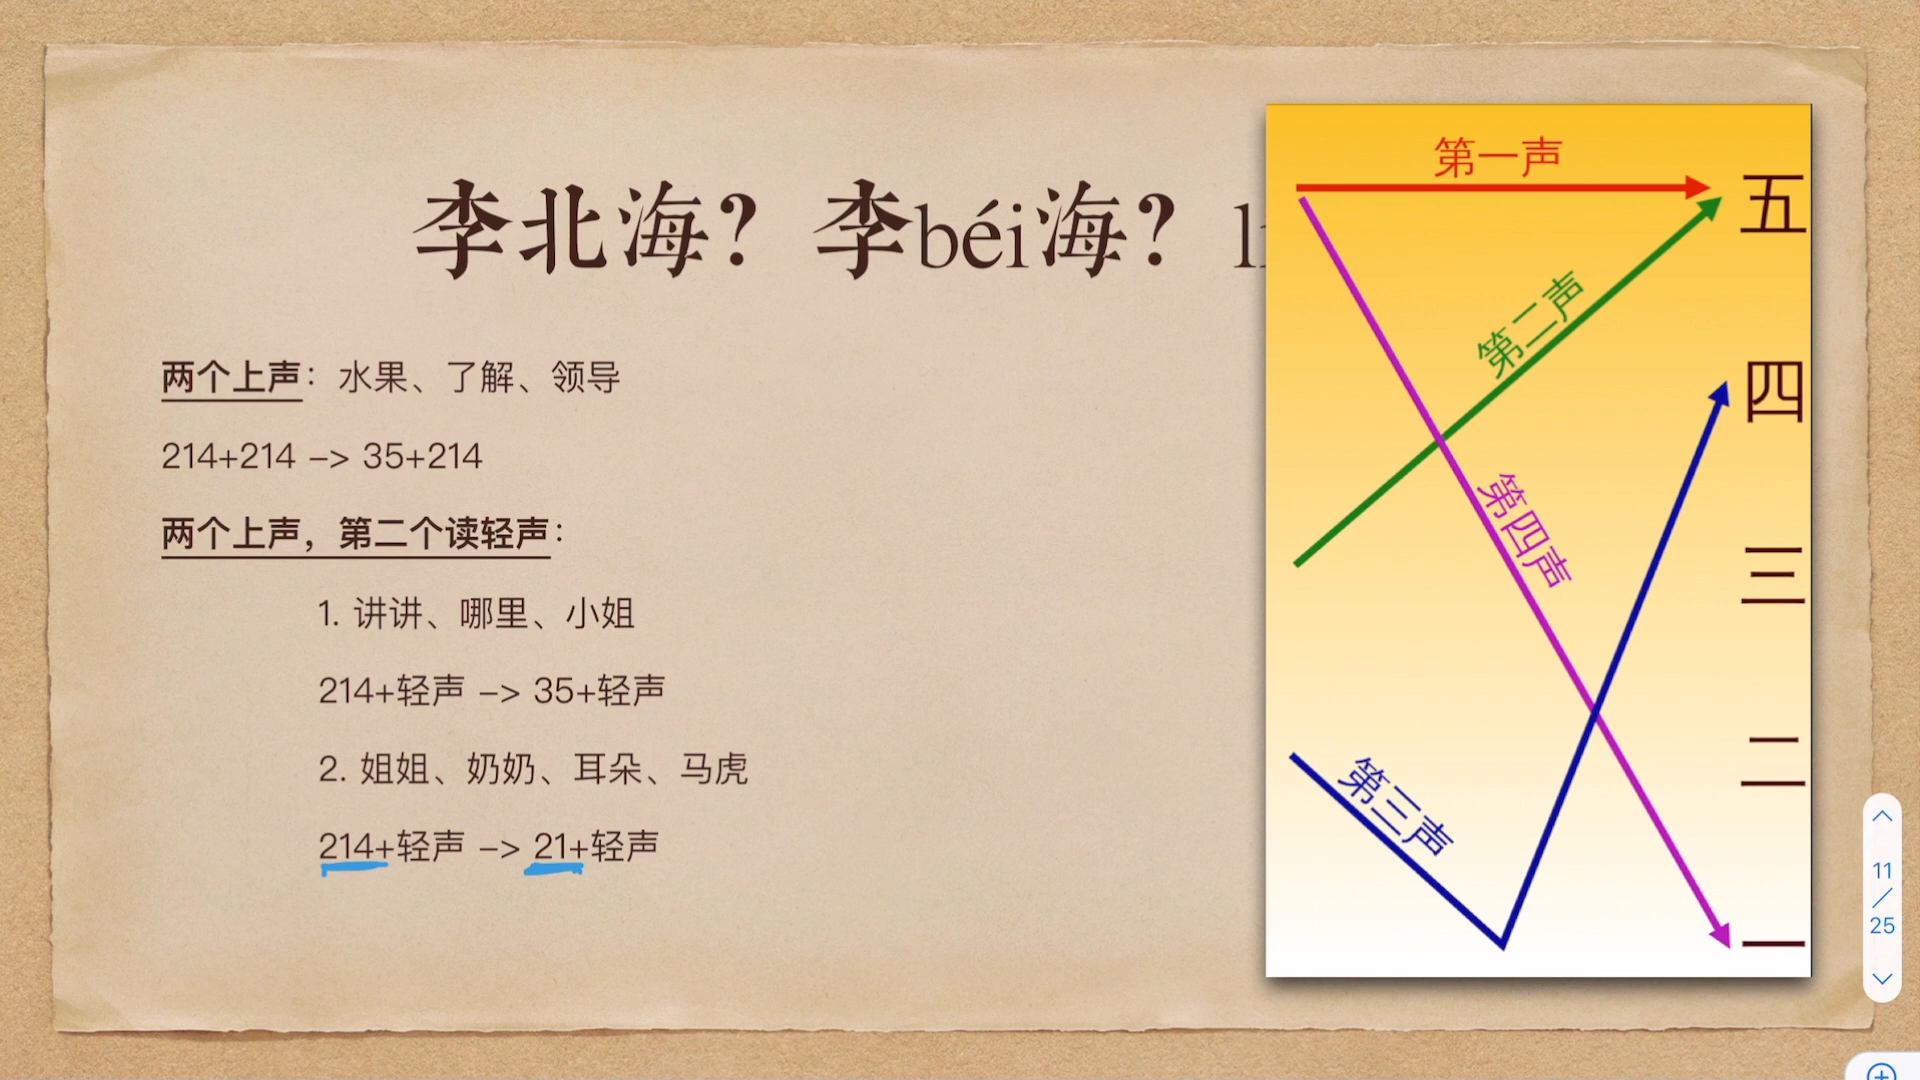 李北海？李béi海？l
两个上声：水果、了解、领导
214+214 –> 35+214
两个上声，第二个读轻声：
1. 讲讲、哪里、小姐
214+轻声 –> 35+轻声
2. 姐姐、奶奶、耳朵、马虎
214+轻声 –> 21+轻声
第一声
第二声
第四声
第三声
五
四
三
二
一
11
/
25